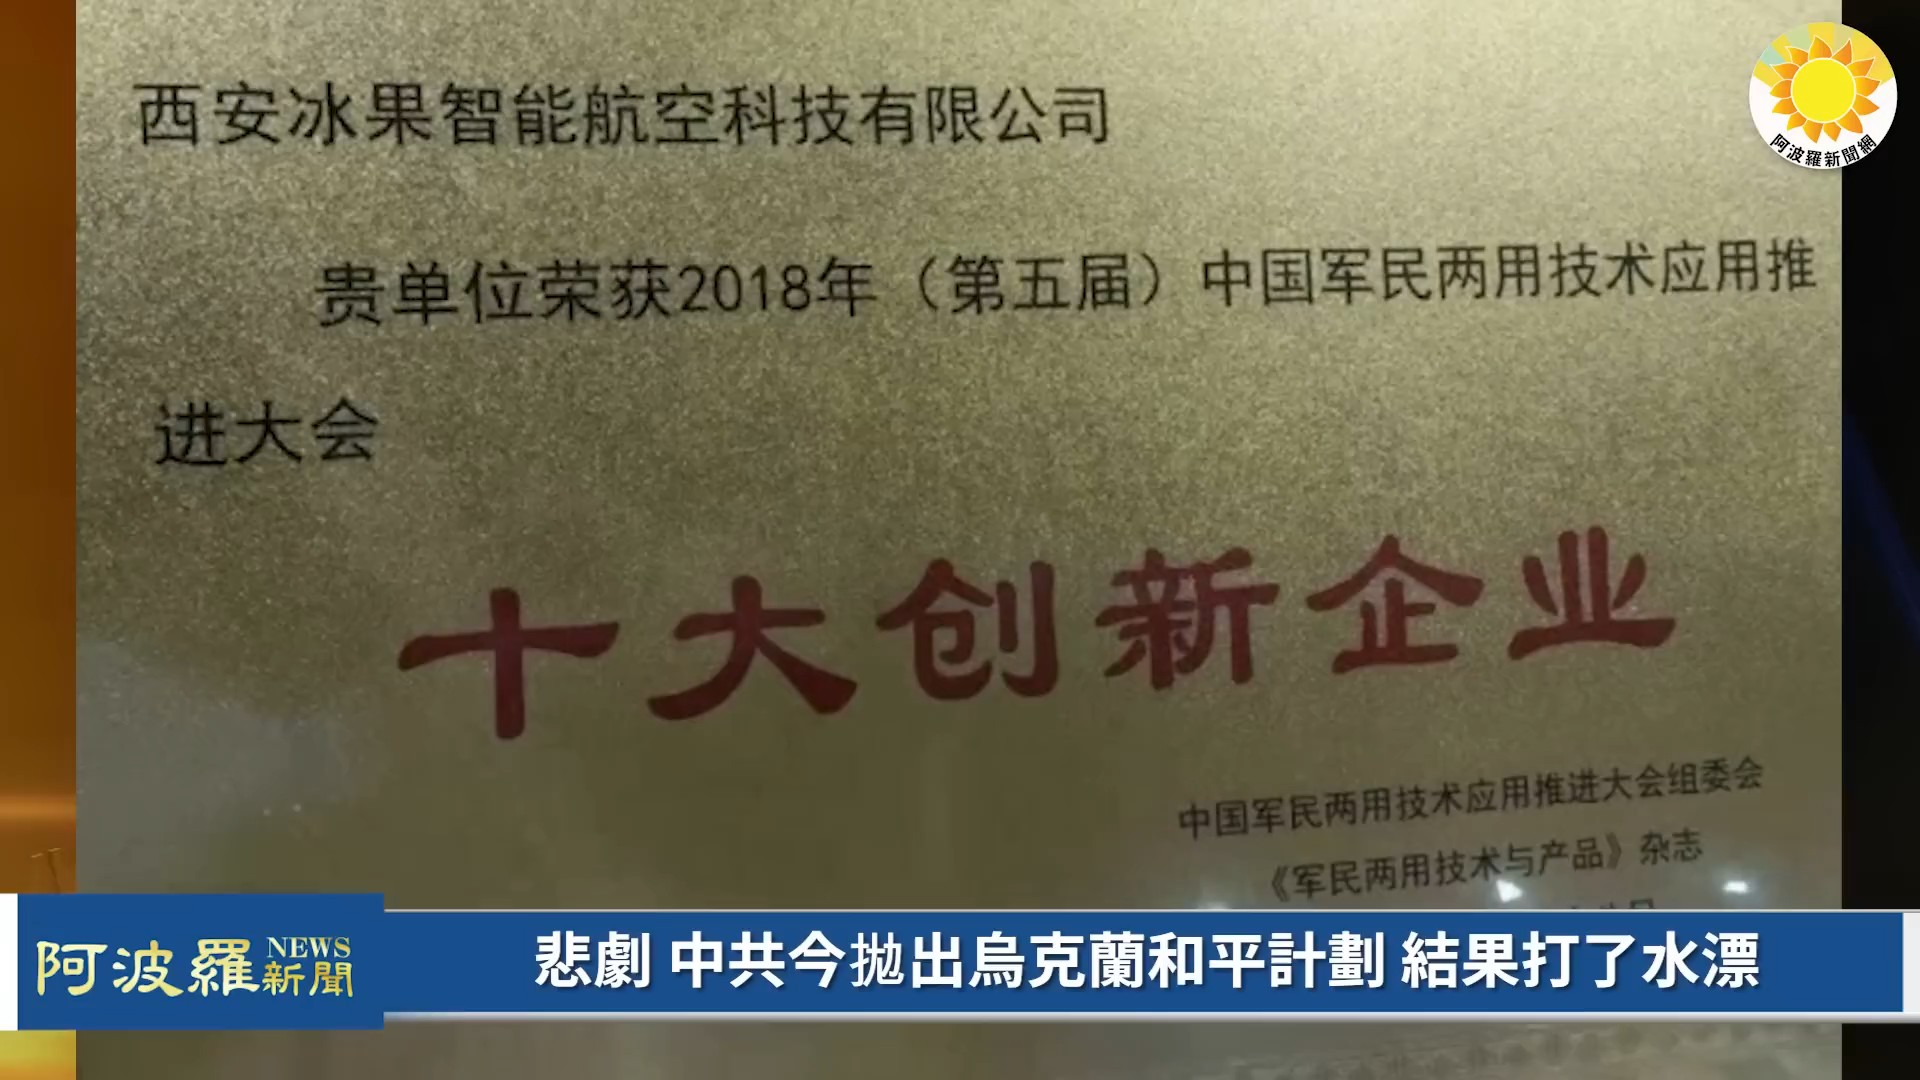 西安冰果智能航空科技有限公司
阿波羅新聞網
贵单位荣获2018年（第五届）中国军民两用技术应用推
进大会
十大创新企业
中国军民两用技术应用推进大会组委会
《军民两用技术与产品》杂志
阿波羅 NEWS 新聞
悲劇 中共今拋出烏克蘭和平計劃 結果打了水漂